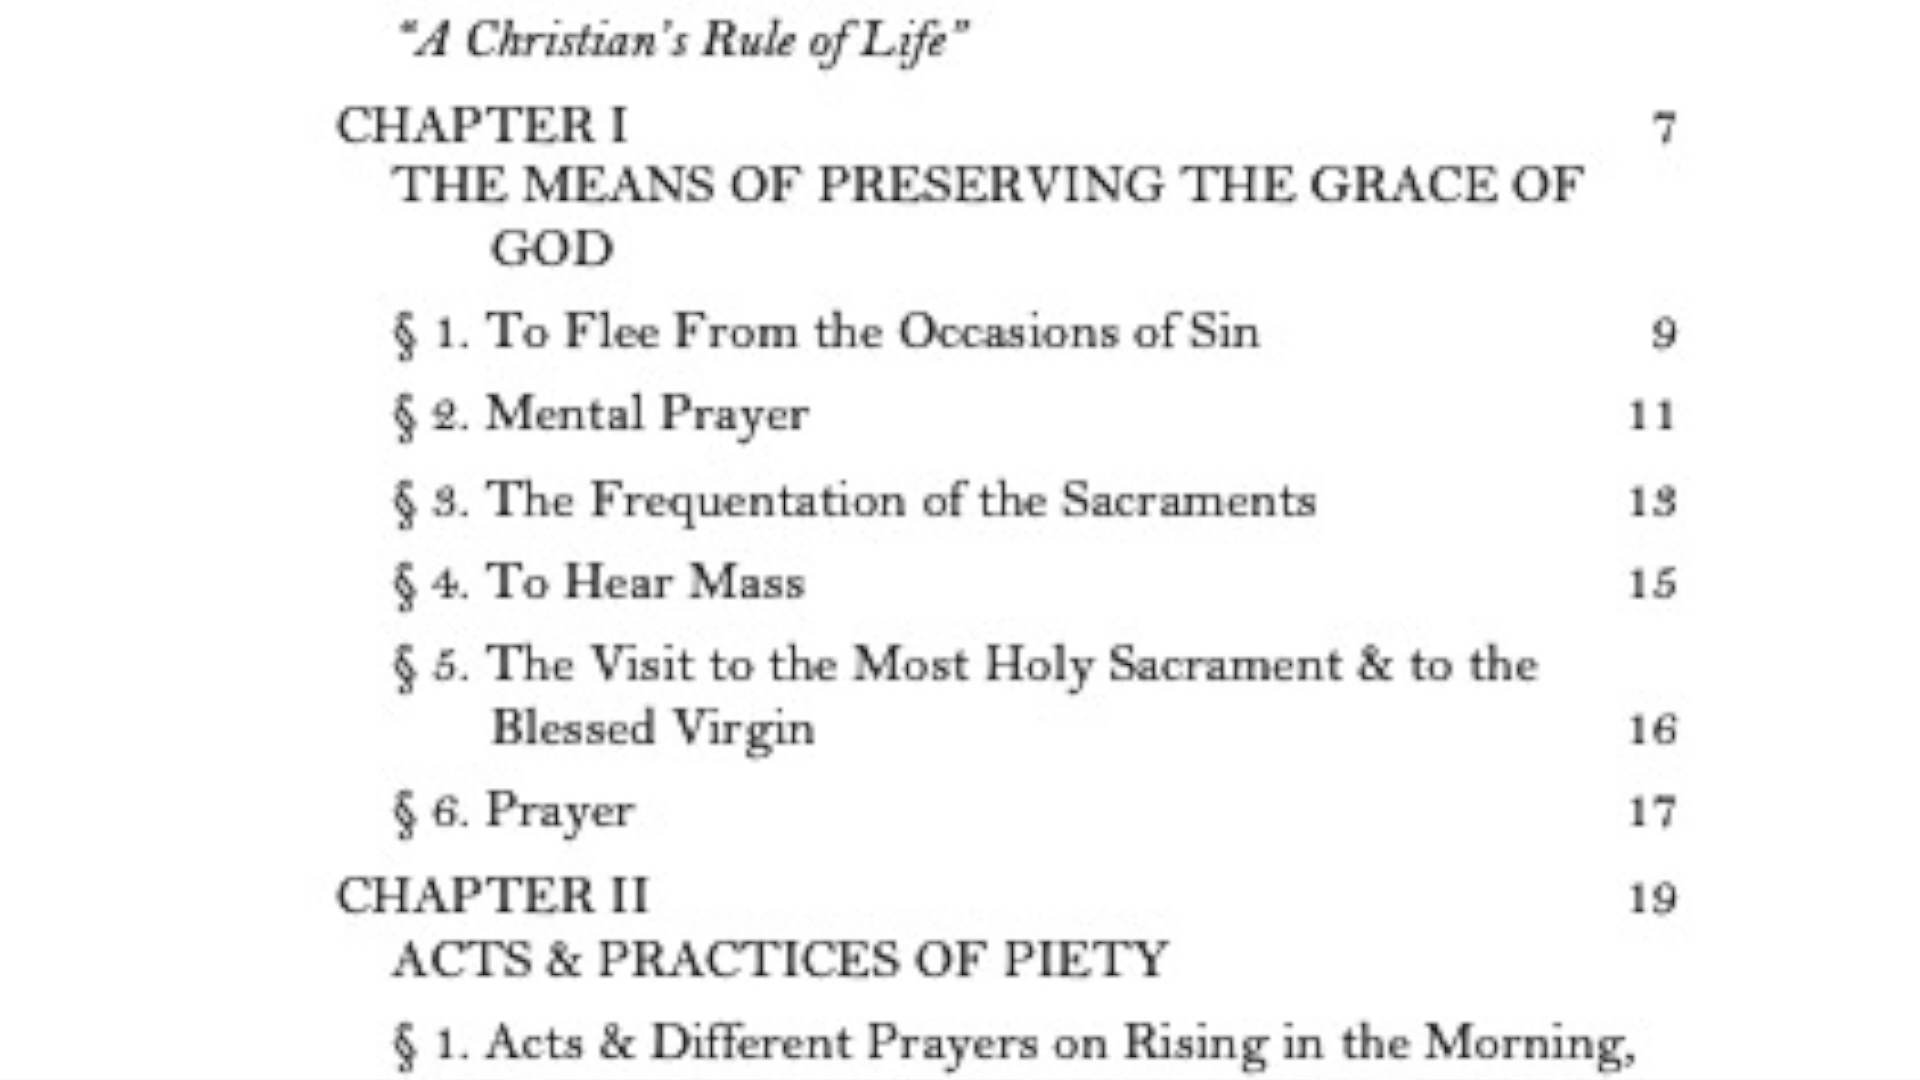 “A Christian’s Rule of Life”
CHAPTER I 7
THE MEANS OF PRESERVING THE GRACE OF
GOD
§ 1. To Flee From the Occasions of Sin 9
§ 2. Mental Prayer 11
§ 3. The Frequentation of the Sacraments 13
§ 4. To Hear Mass 15
§ 5. The Visit to the Most Holy Sacrament & to the
Blessed Virgin 16
§ 6. Prayer 17
CHAPTER II 19
ACTS & PRACTICES OF PIETY
§ 1. Acts & Different Prayers on Rising in the Morning,